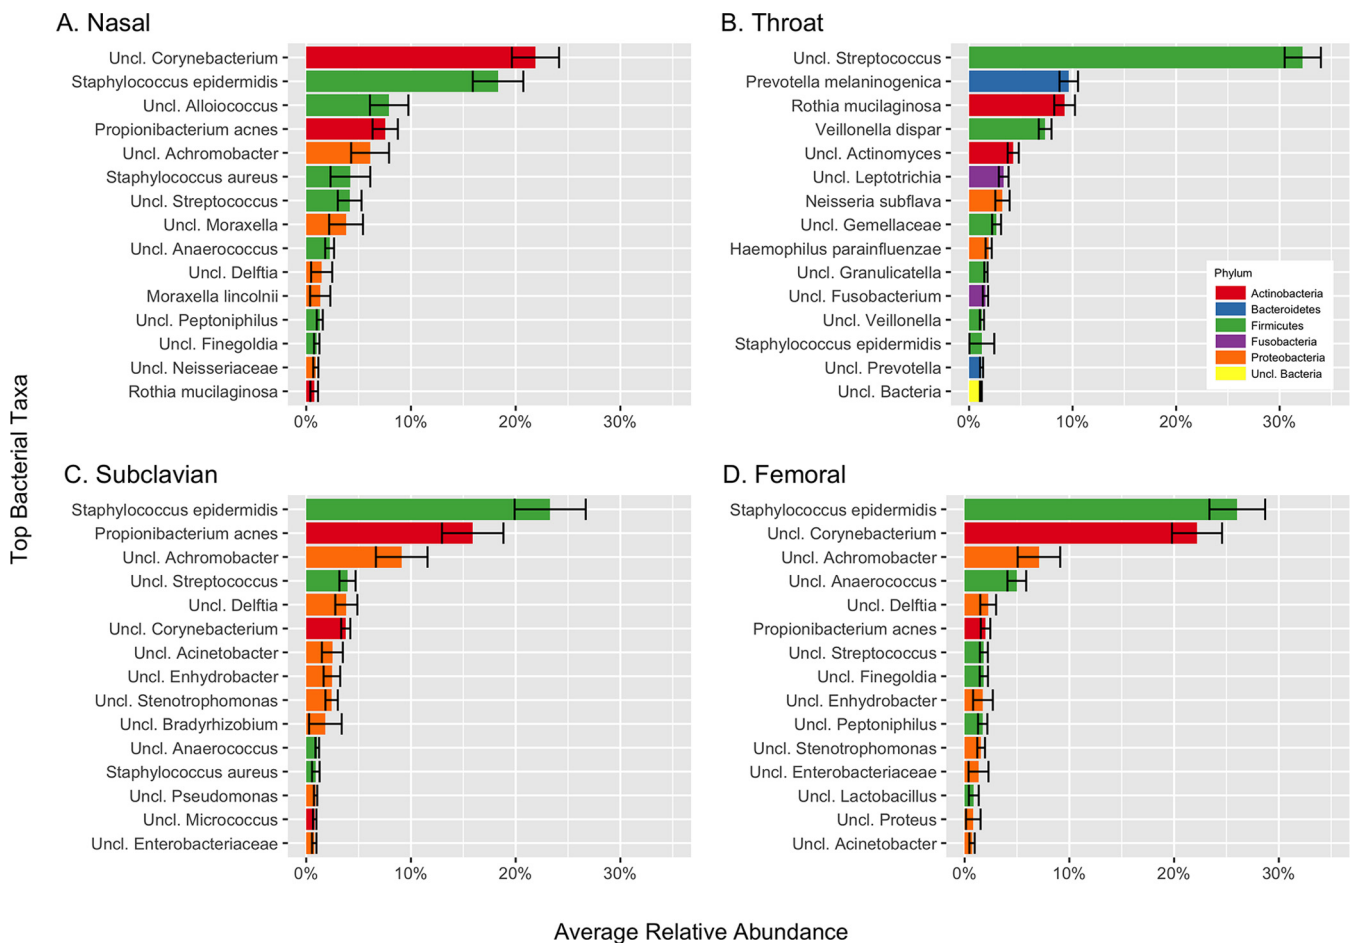 A. Nasal
Uncl. Corynebacterium
Staphylococcus epidermidis
Uncl. Alloiococcus
Propionibacterium acnes
Uncl. Achromobacter
Staphylococcus aureus
Uncl. Streptococcus
Uncl. Moraxella
Uncl. Anaerococcus
Uncl. Delftia
Moraxella lincolnii
Uncl. Peptoniphilus
Uncl. Finegoldia
Uncl. Neisseriaceae
Rothia mucilaginosa
0% 10% 20% 30%
B. Throat
Uncl. Streptococcus
Prevotella melaninogenica
Rothia mucilaginosa
Veillonella dispar
Uncl. Actinomyces
Uncl. Leptotrichia
Neisseria subflava
Uncl. Gemellaceae
Haemophilus parainfluenzae
Uncl. Granulicatella
Uncl. Fusobacterium
Uncl. Veillonella
Staphylococcus epidermidis
Uncl. Prevotella
Uncl. Bacteria
0% 10% 20% 30%
Phylum
Actinobacteria
Bacteroidetes
Firmicutes
Fusobacteria
Proteobacteria
Uncl. Bacteria
Top Bacterial Taxa
C. Subclavian
Staphylococcus epidermidis
Propionibacterium acnes
Uncl. Achromobacter
Uncl. Streptococcus
Uncl. Delftia
Uncl. Corynebacterium
Uncl. Acinetobacter
Uncl. Enhydrobacter
Uncl. Stenotrophomonas
Uncl. Bradyrhizobium
Uncl. Anaerococcus
Staphylococcus aureus
Uncl. Pseudomonas
Uncl. Micrococcus
Uncl. Enterobacteriaceae
0% 10% 20% 30%
D. Femoral
Staphylococcus epidermidis
Uncl. Corynebacterium
Uncl. Achromobacter
Uncl. Anaerococcus
Uncl. Delftia
Propionibacterium acnes
Uncl. Streptococcus
Uncl. Finegoldia
Uncl. Enhydrobacter
Uncl. Peptoniphilus
Uncl. Stenotrophomonas
Uncl. Enterobacteriaceae
Uncl. Lactobacillus
Uncl. Proteus
Uncl. Acinetobacter
0% 10% 20% 30%
Average Relative Abundance